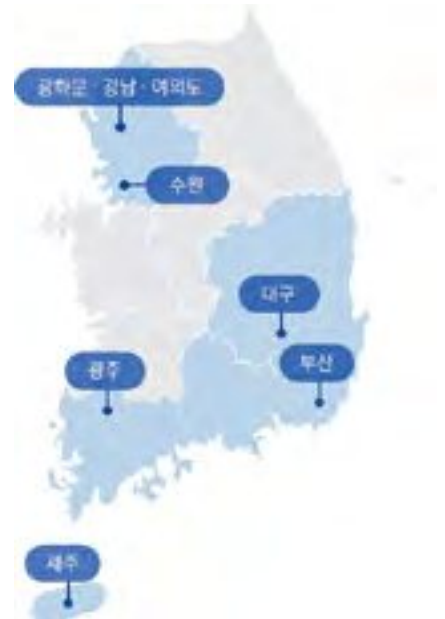 광화문 · 강남 · 여의도
수원
대구
부산
광주
제주